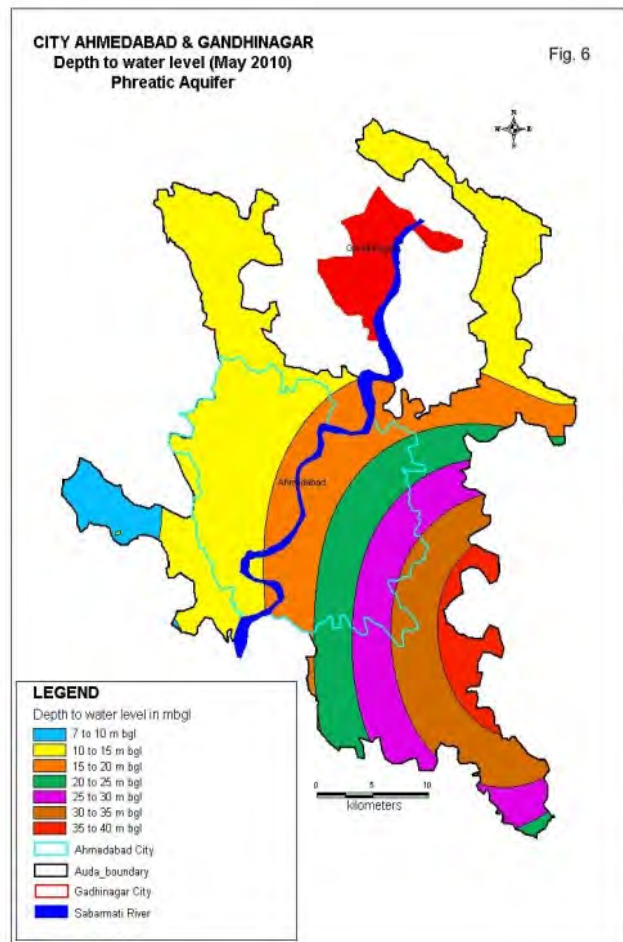 CITY AHMEDABAD & GANDHINAGAR
Depth to water level (May 2010)
Phreatic Aquifer
Fig. 6
N
W
E
S
Ahmedabad
LEGEND
Depth to water level in mbgl
7 to 10 m bgl
10 to 15 m bgl
15 to 20 m bgl
20 to 25 m bgl
25 to 30 m bgl
30 to 35 m bgl
35 to 40 m bgl
Ahmedabad City
Auda_boundary
Gadhinagar City
Sabarmati River
0 5 10
kilometers